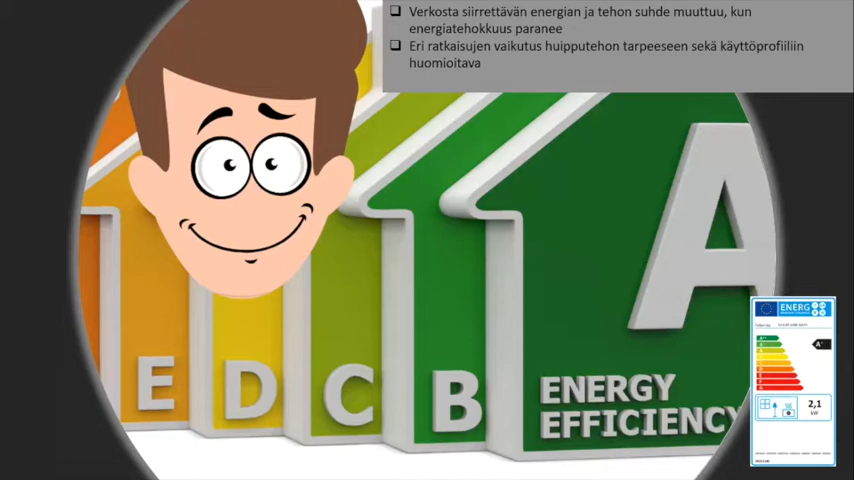 ❑ Verkosta siirrettävän energian ja tehon suhde muuttuu, kun
energiatehokkuus paranee
❑ Eri ratkaisujen vaikutus huipputehon tarpeeseen sekä käyttöprofiiliin
huomioitava
A
E
D
C
B
ENERGY
EFFICIENCY
ENERG
A+
2,1
kW